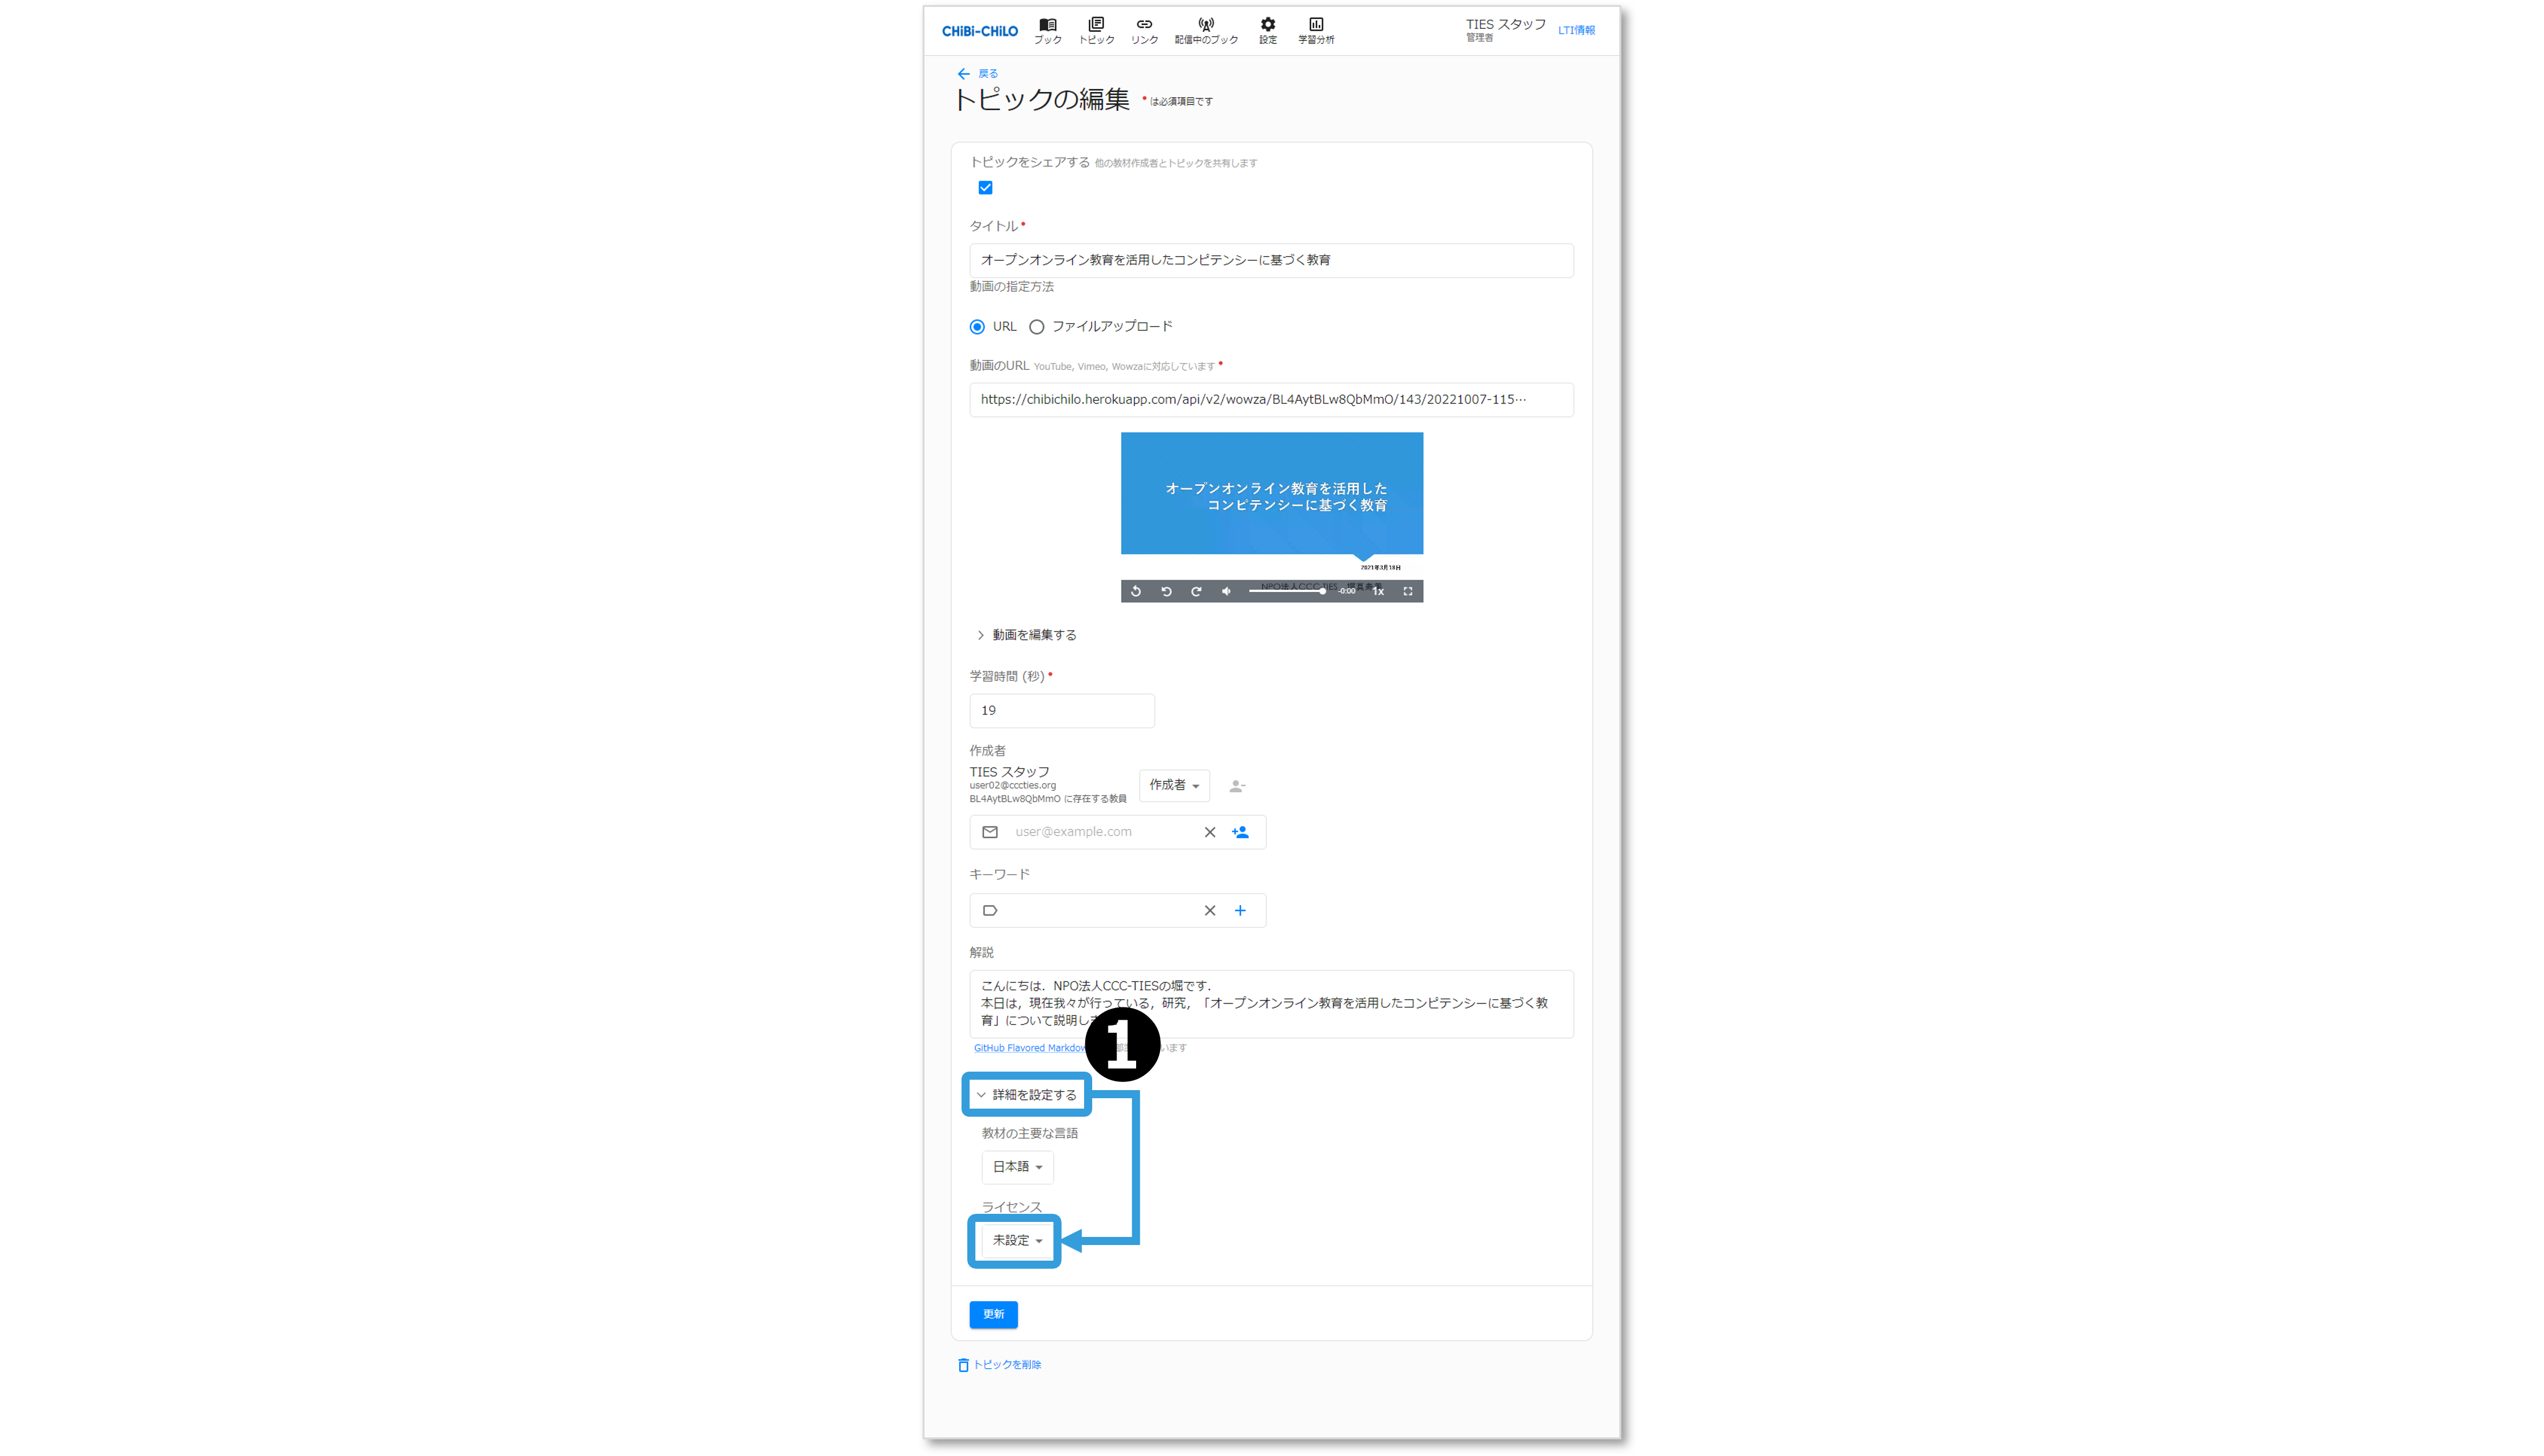 CHiBi-CHiLO
ブック
トピック
リンク
配信中のブック
設定
学習分析
TIES スタッフ
管理者
LTI情報
戻る
トピックの編集 * は必須項目です
トピックをシェアする 他の教材作成者とトピックを共有します
タイトル *
オープンオンライン教育を活用したコンピテンシーに基づく教育
動画の指定方法
URL ファイルアップロード
動画のURL YouTube, Vimeo, Wowzaに対応しています *
https://chibichilo.herokuapp.com/api/v2/wowza/BL4AytBLw8QbMmO/143/20221007-115…
オープンオンライン教育を活用した
コンピテンシーに基づく教育
2021年3月18日
NPO法人CCC-TIES
-0:00 1x
動画を編集する
学習時間 (秒) *
19
作成者
TIES スタッフ
user02@cccties.org
BL4AytBLw8QbMmO に存在する教員
作成者
user@example.com
キーワード
解説
こんにちは．NPO法人CCC-TIESの堀です．
本日は，現在我々が行っている，研究，「オープンオンライン教育を活用したコンピテンシーに基づく教
育」について説明し
GitHub Flavored Markdow います
1
詳細を設定する
教材の主要な言語
日本語
ライセンス
未設定
更新
トピックを削除